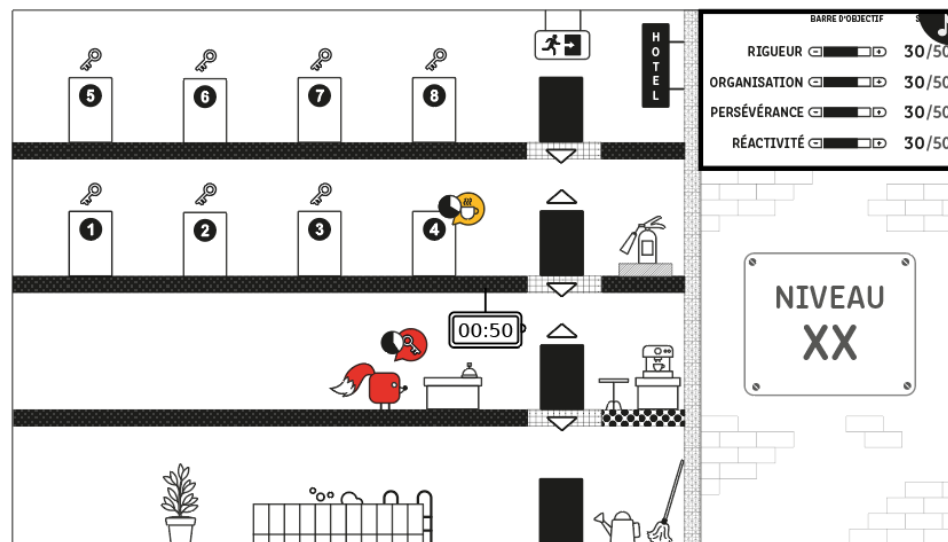 BARRE D'OBJECTIF
RIGUEUR - + 30/50
ORGANISATION - + 30/50
PERSÉVÉRANCE - + 30/50
RÉACTIVITÉ - + 30/50
HOTEL
5 6 7 8
1 2 3 4
00:50
NIVEAU
XX